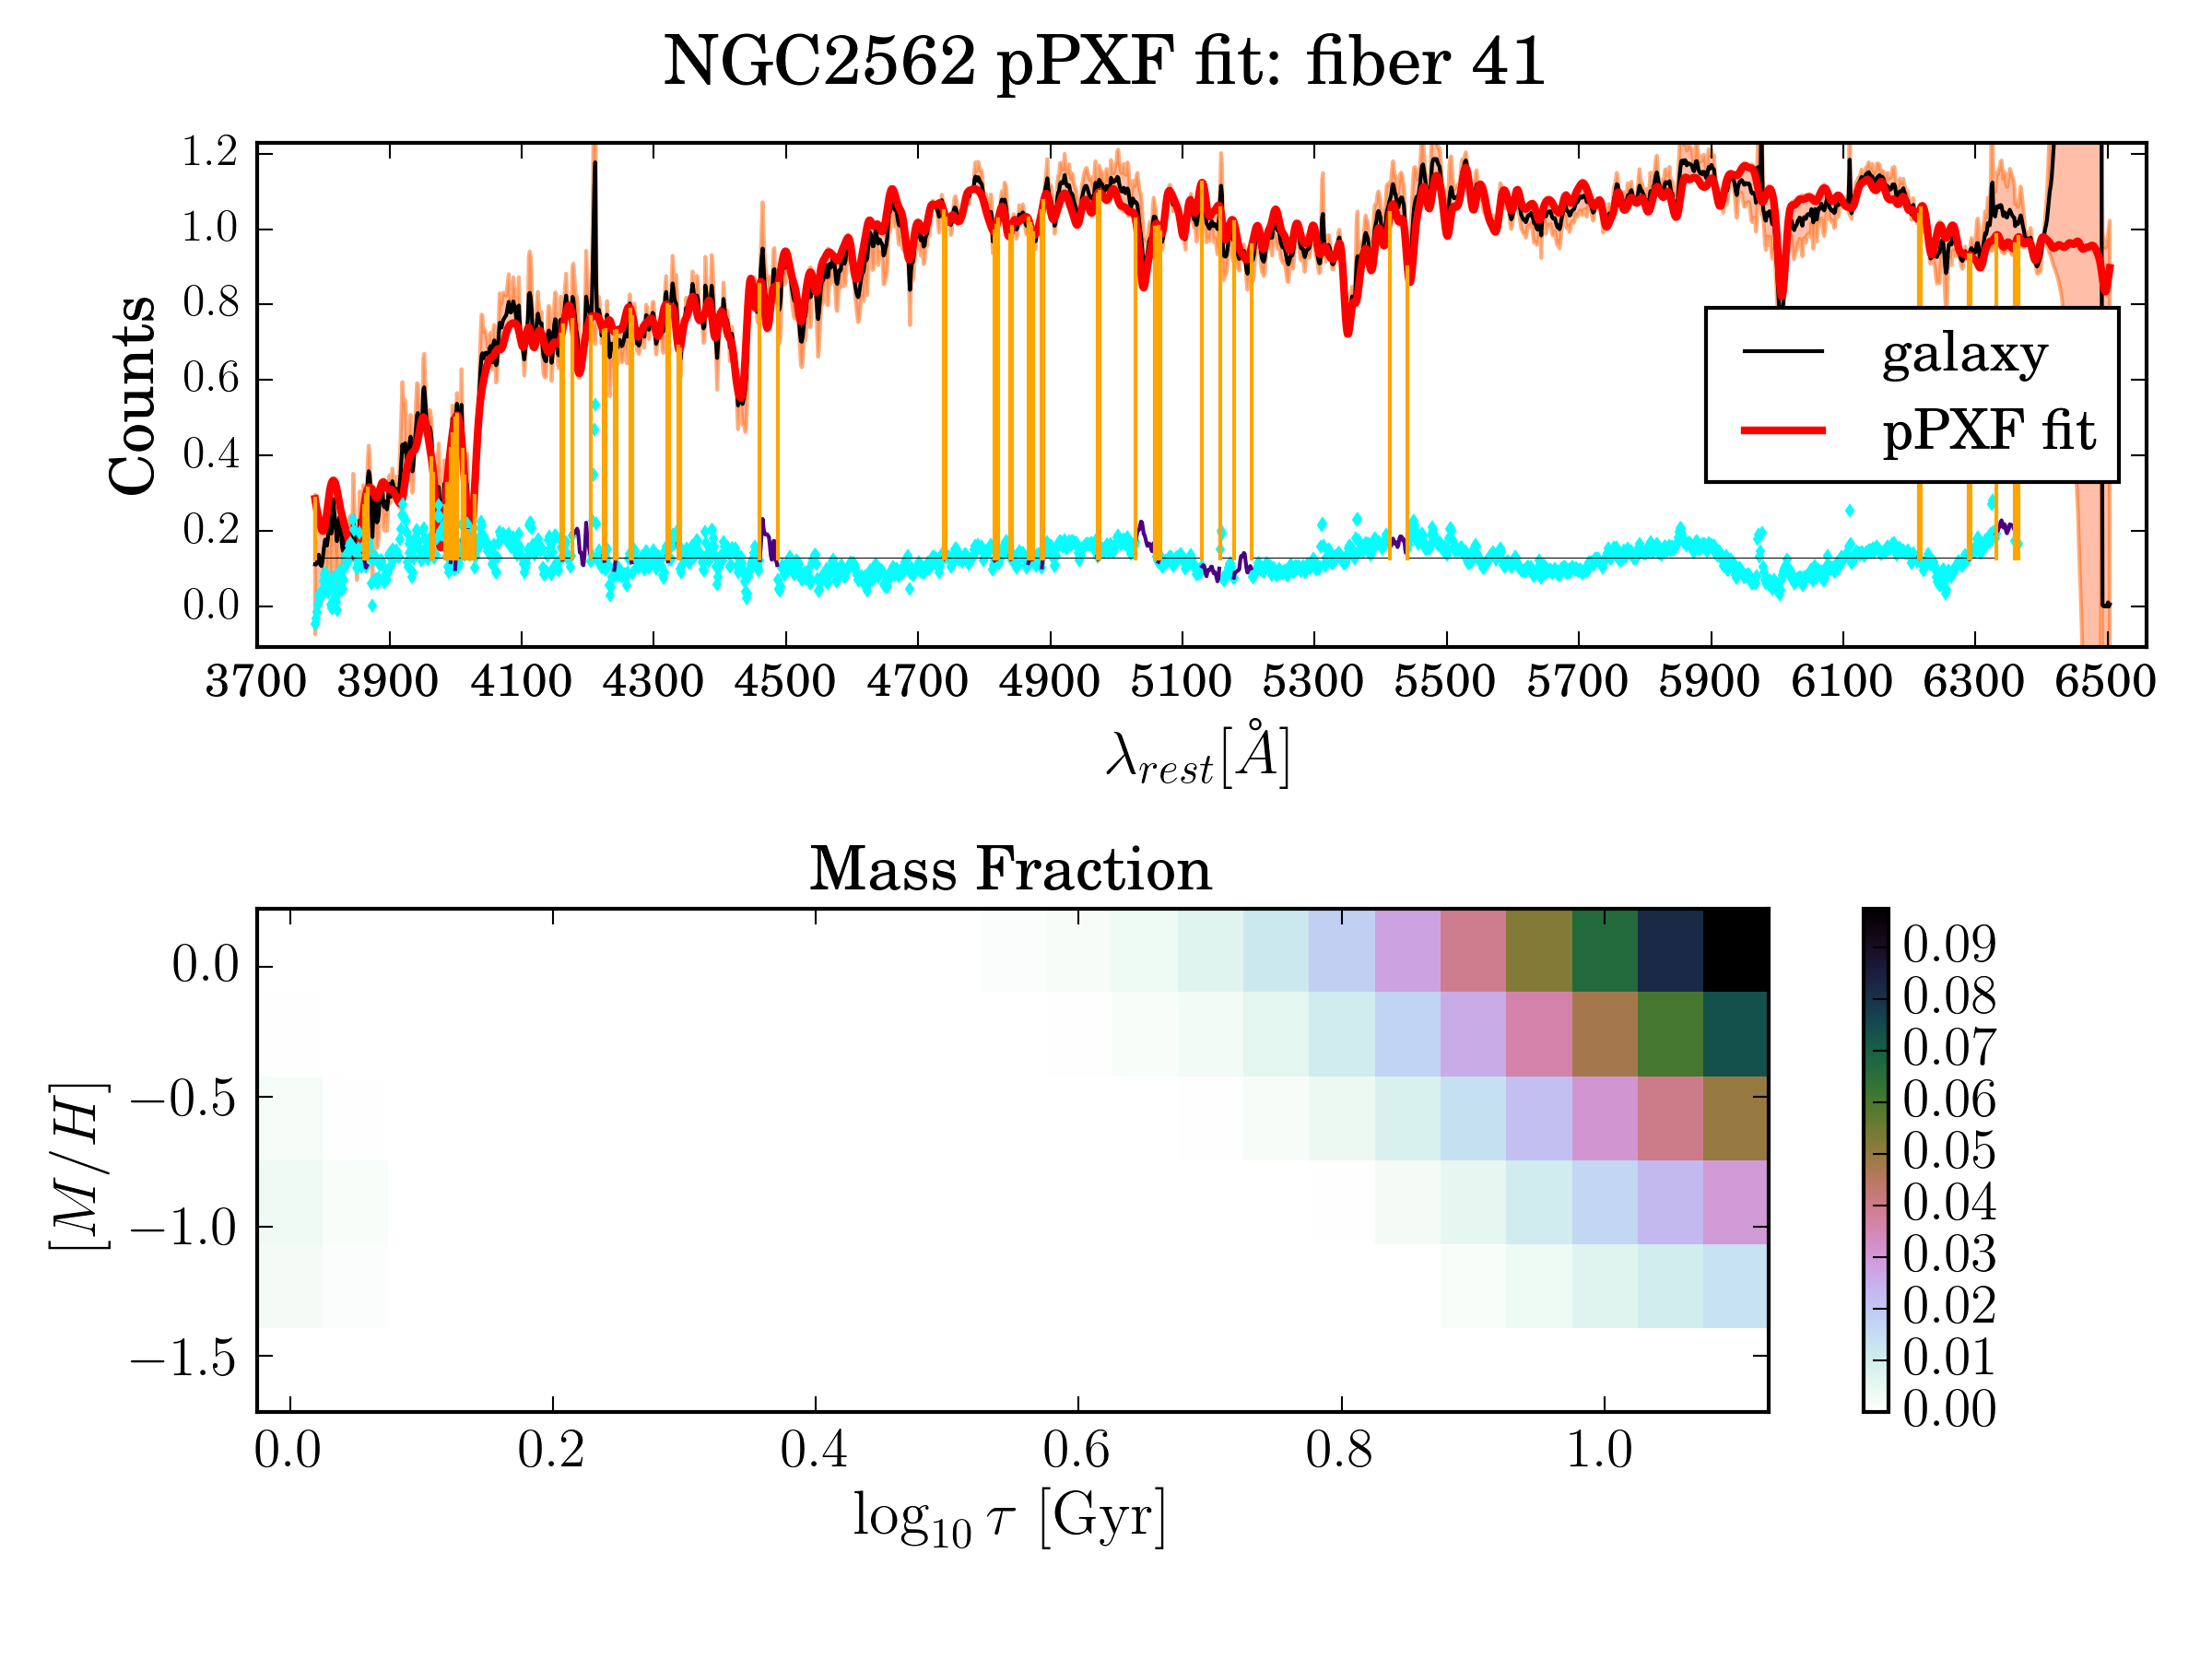 NGC2562 pPXF fit: fiber 41
1.2
1.0
0.8
0.6
0.4
0.2
0.0
Counts
galaxy
pPXF fit
3700 3900 4100 4300 4500 4700 4900 5100 5300 5500 5700 5900 6100 6300 6500
λrest[Å]
Mass Fraction
0.0
−0.5
−1.0
−1.5
[M/H]
0.09
0.08
0.07
0.06
0.05
0.04
0.03
0.02
0.01
0.00
0.0 0.2 0.4 0.6 0.8 1.0
log10 τ [Gyr]